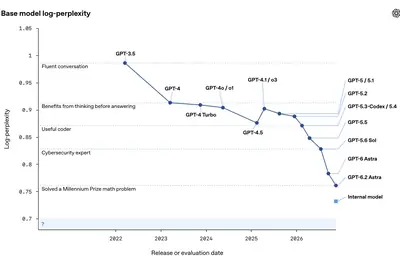 Base model log-perplexity
1.05
1
0.95
0.9
0.85
0.8
0.75
0.7
Log-perplexity
Fluent conversation
Benefits from thinking before answering
Useful coder
Cybersecurity expert
Solved a Millennium Prize math problem
?
GPT-3.5
GPT-4
GPT-4 Turbo
GPT-4o / o1
GPT-4.5
GPT-4.1 / o3
GPT-5 / 5.1
GPT-5.2
GPT-5.3-Codex / 5.4
GPT-5.5
GPT-5.6 Sol
GPT-6 Astra
GPT-6.2 Astra
Internal model
2022
2023
2024
2025
2026
Release or evaluation date